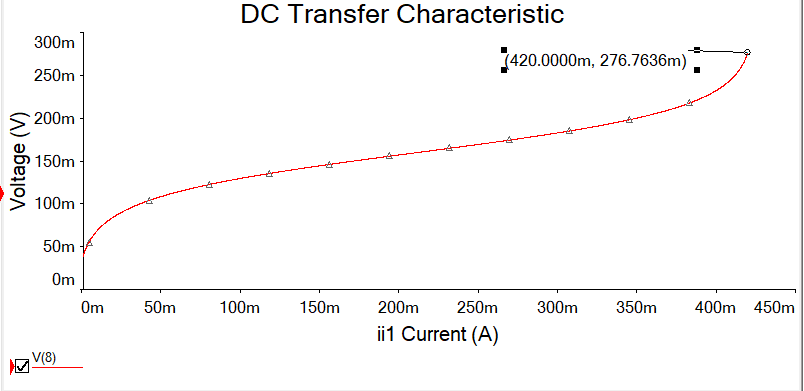 DC Transfer Characteristic
300m
250m
200m
150m
100m
50m
0m
Voltage (V)
(420.0000m, 276.7636m)
0m 50m 100m 150m 200m 250m 300m 350m 400m 450m
ii1 Current (A)
V(8)